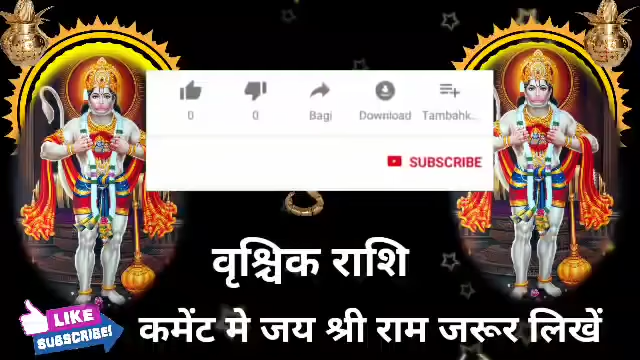 0 0 Bagi Download Tambahk...
SUBSCRIBE
वृश्चिक राशि
LIKE
SUBSCRIBE!
कमेंट मे जय श्री राम जरूर लिखें